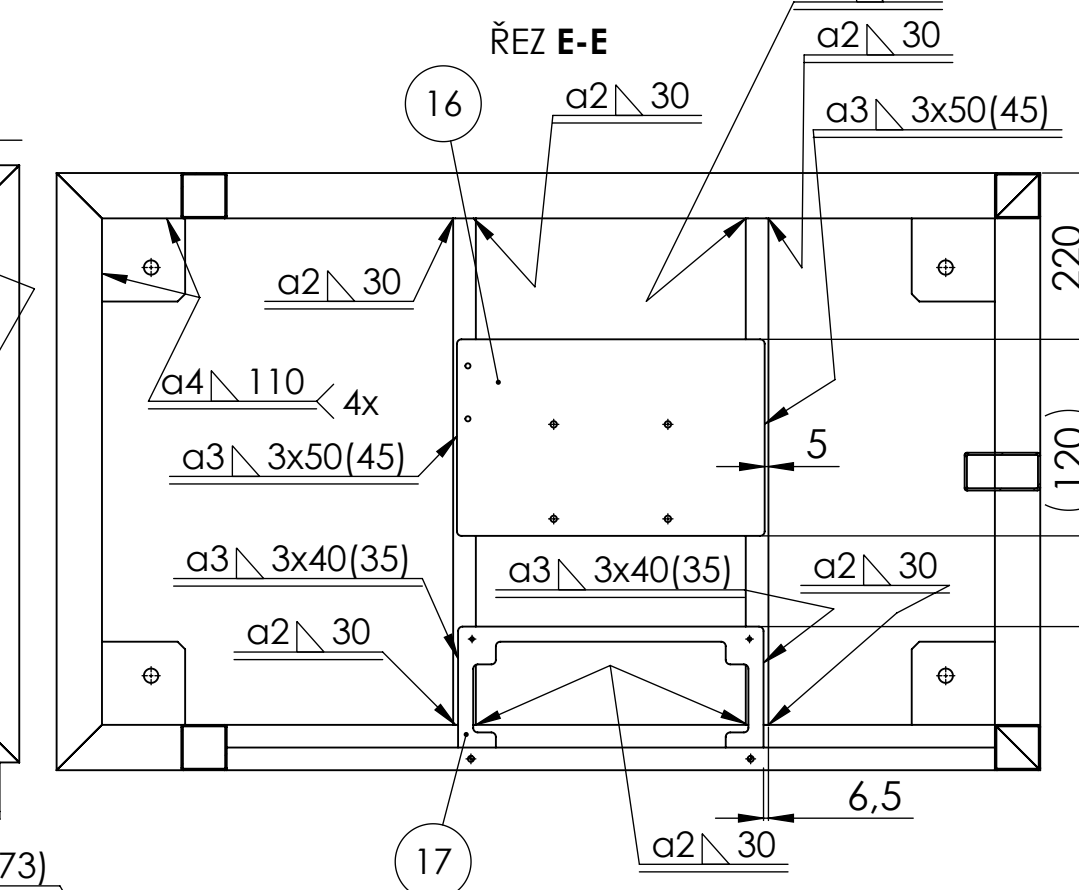 ŘEZ E-E
a2 30
16
a2 30
a3 3x50(45)
220
a2 30
a4 110 4x
a3 3x50(45)
5
(120)
a3 3x40(35)
a3 3x40(35)
a2 30
a2 30
6,5
17
a2 30
73)